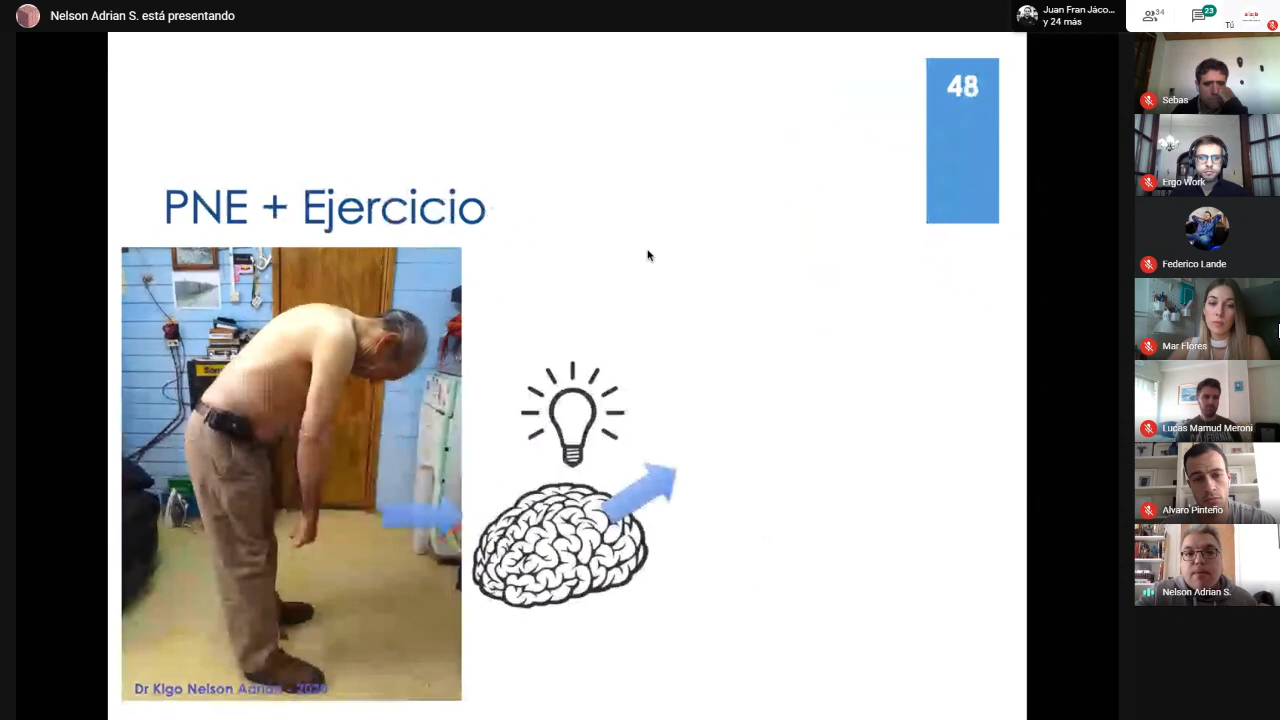 Nelson Adrian S. está presentando
Juan Fran Jáco...
y 24 más
34
23
Tú
48
PNE + Ejercicio
Dr Klgo Nelson Adrian - 2020
Sebas
Ergo Work
Federico Lande
Mar Flores
Lucas Mamud Meroni
CALIFORNIA
Alvaro Pinteño
Nelson Adrian S.